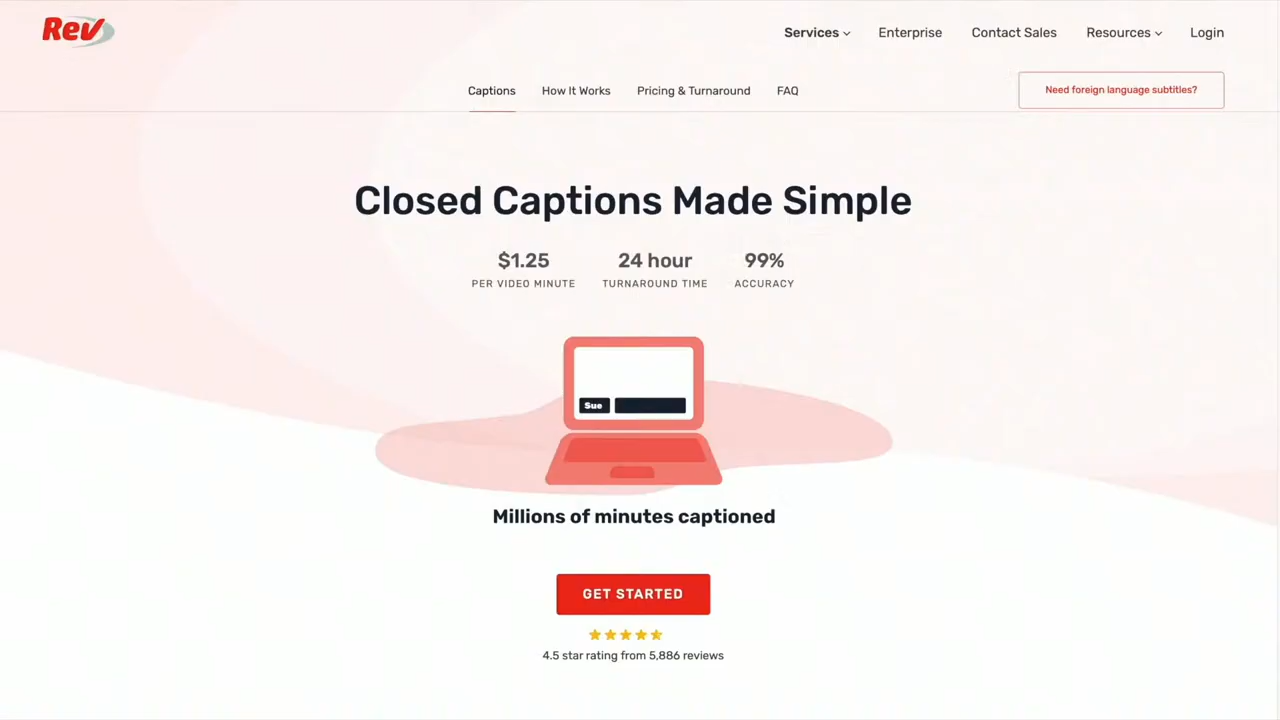 Rev
Services Enterprise Contact Sales Resources Login
Captions How It Works Pricing & Turnaround FAQ
Need foreign language subtitles?
Closed Captions Made Simple
$1.25 24 hour 99%
PER VIDEO MINUTE TURNAROUND TIME ACCURACY
Sue
Millions of minutes captioned
GET STARTED
4.5 star rating from 5,886 reviews